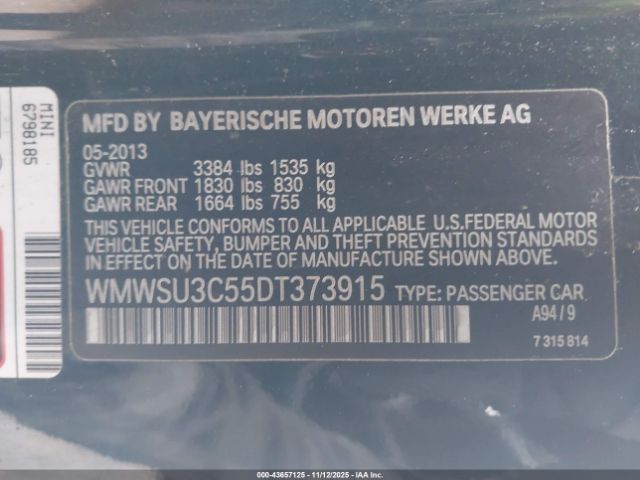 MINI
6798185
MFD BY BAYERISCHE MOTOREN WERKE AG
05-2013
GVWR 3384 lbs 1535 kg
GAWR FRONT 1830 lbs 830 kg
GAWR REAR 1664 lbs 755 kg
THIS VEHICLE CONFORMS TO ALL APPLICABLE U.S.FEDERAL MOTOR
VEHICLE SAFETY, BUMPER AND THEFT PREVENTION STANDARDS
IN EFFECT ON THE DATE OF MANUFACTURE SHOWN ABOVE.
WMWSU3C55DT373915 TYPE: PASSENGER CAR
A94/9
7 315 814
000-43657125 - 11/12/2025 - IAAI.CA